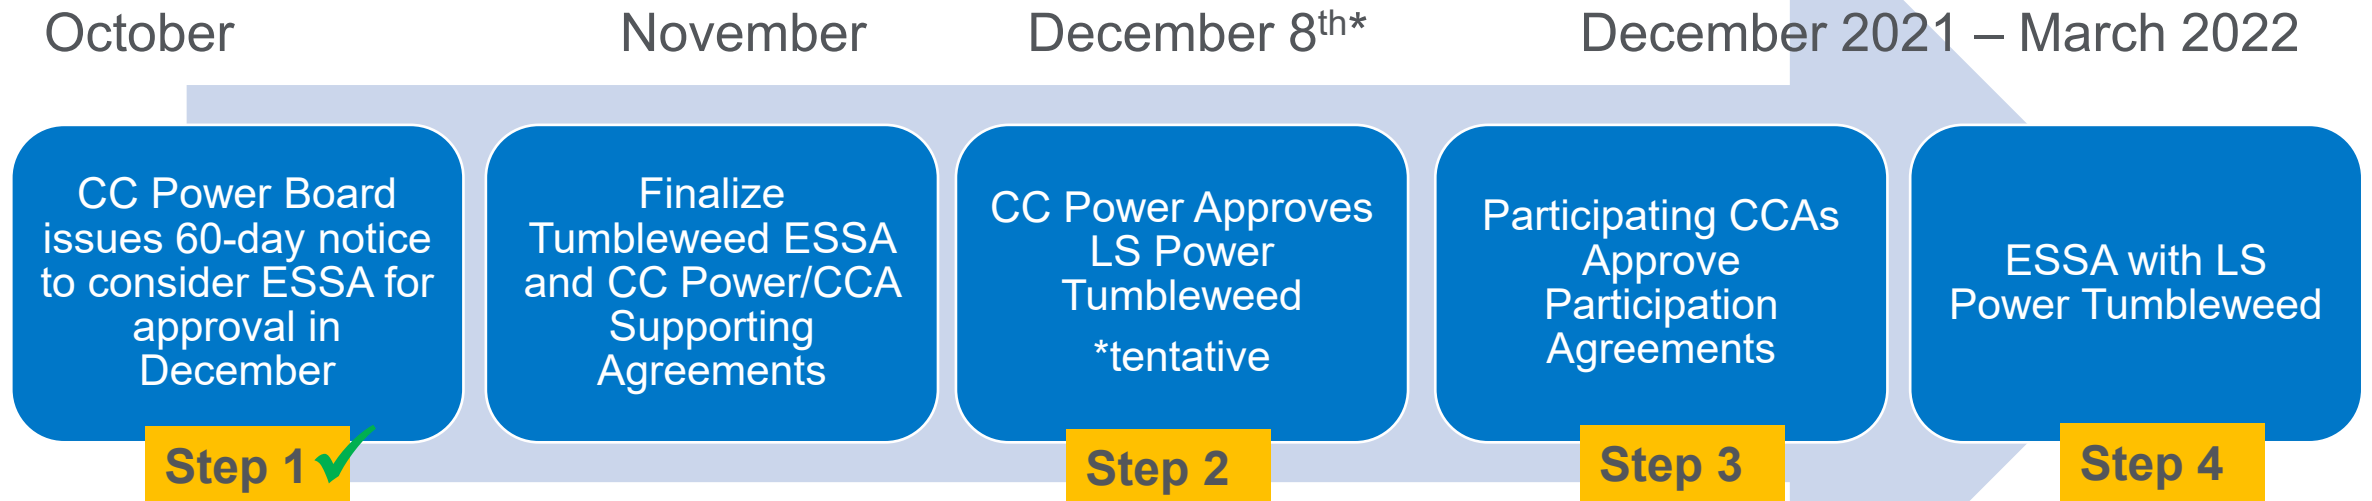 October
November
December 8th*
December 2021 – March 2022
CC Power Board
issues 60-day notice
to consider ESSA for
approval in
December
Step 1
Finalize
Tumbleweed ESSA
and CC Power/CCA
Supporting
Agreements
CC Power Approves
LS Power
Tumbleweed
*tentative
Step 2
Participating CCAs
Approve
Participation
Agreements
Step 3
ESSA with LS
Power Tumbleweed
Step 4